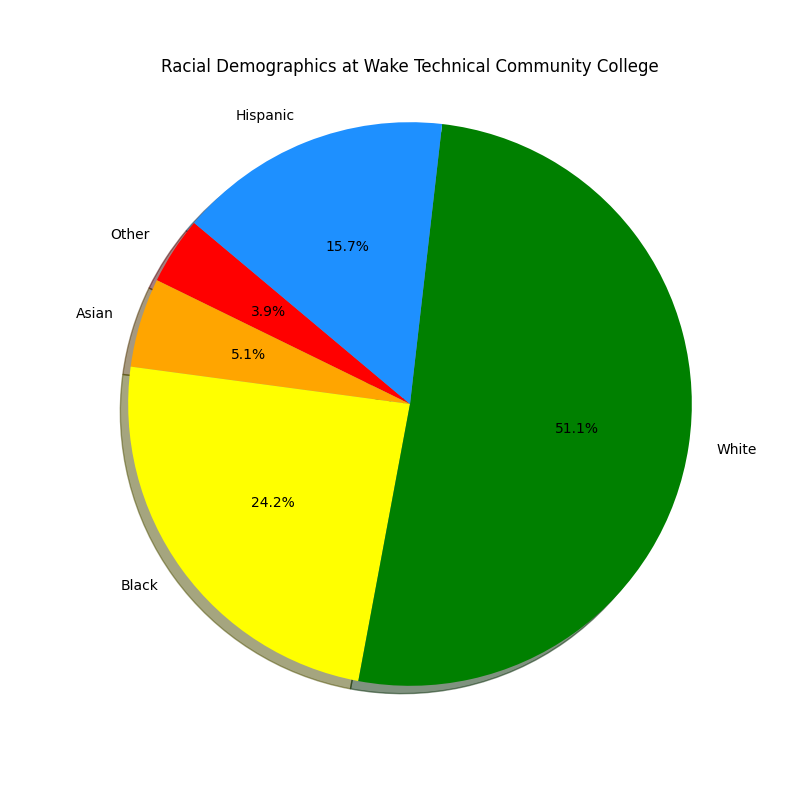 Racial Demographics at Wake Technical Community College
Hispanic
15.7%
Other
3.9%
Asian
5.1%
51.1%
White
24.2%
Black